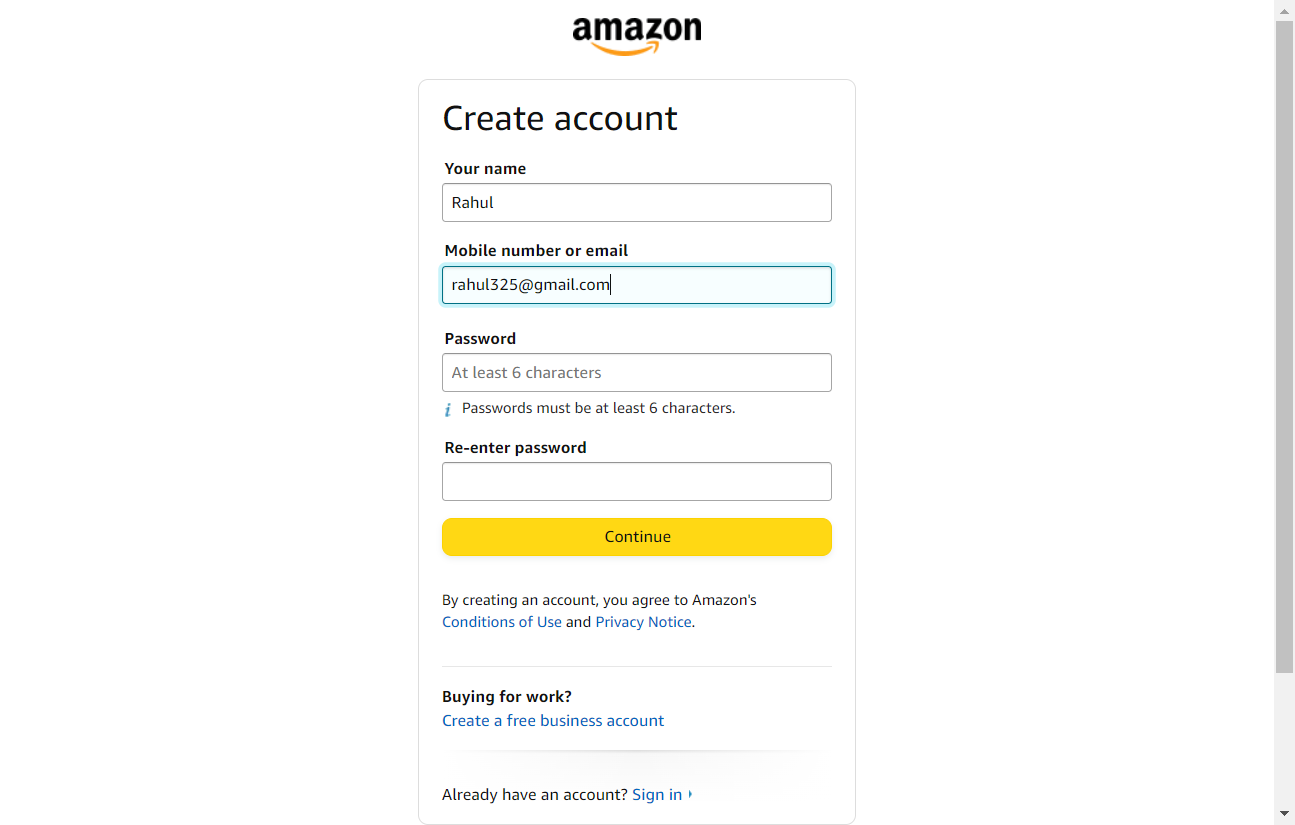 amazon
Create account
Your name
Rahul
Mobile number or email
rahul325@gmail.com
Password
At least 6 characters
i Passwords must be at least 6 characters.
Re-enter password
Continue
By creating an account, you agree to Amazon's
Conditions of Use and Privacy Notice.
Buying for work?
Create a free business account
Already have an account? Sign in